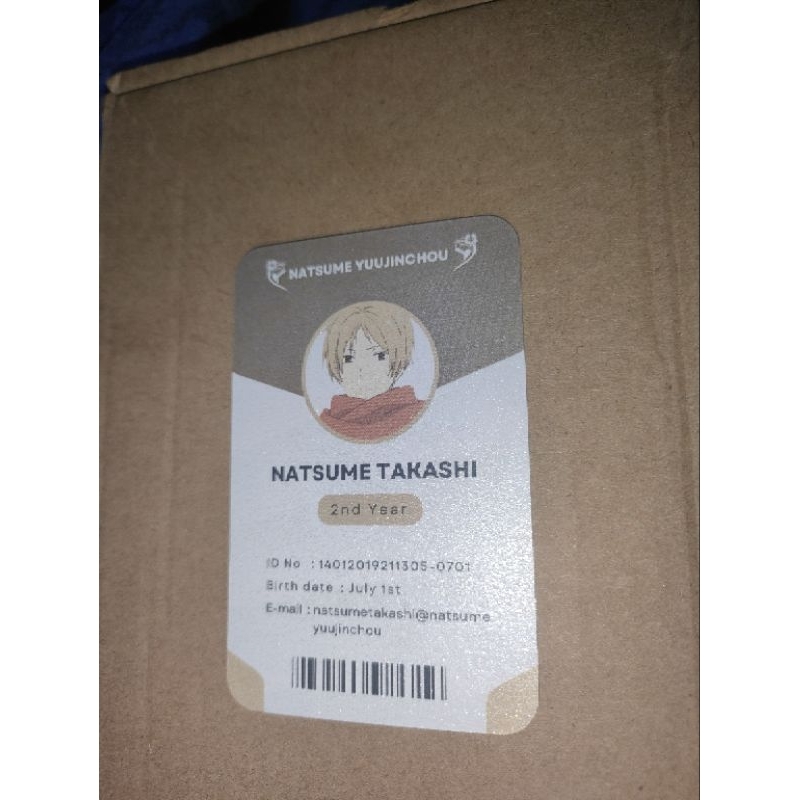 NATSUME YUUJINCHOU
NATSUME TAKASHI
2nd Year
ID No : 14012019211305-0701
Birth date : July 1st
E-mail : natsumetakashi@natsume
yuujinchou